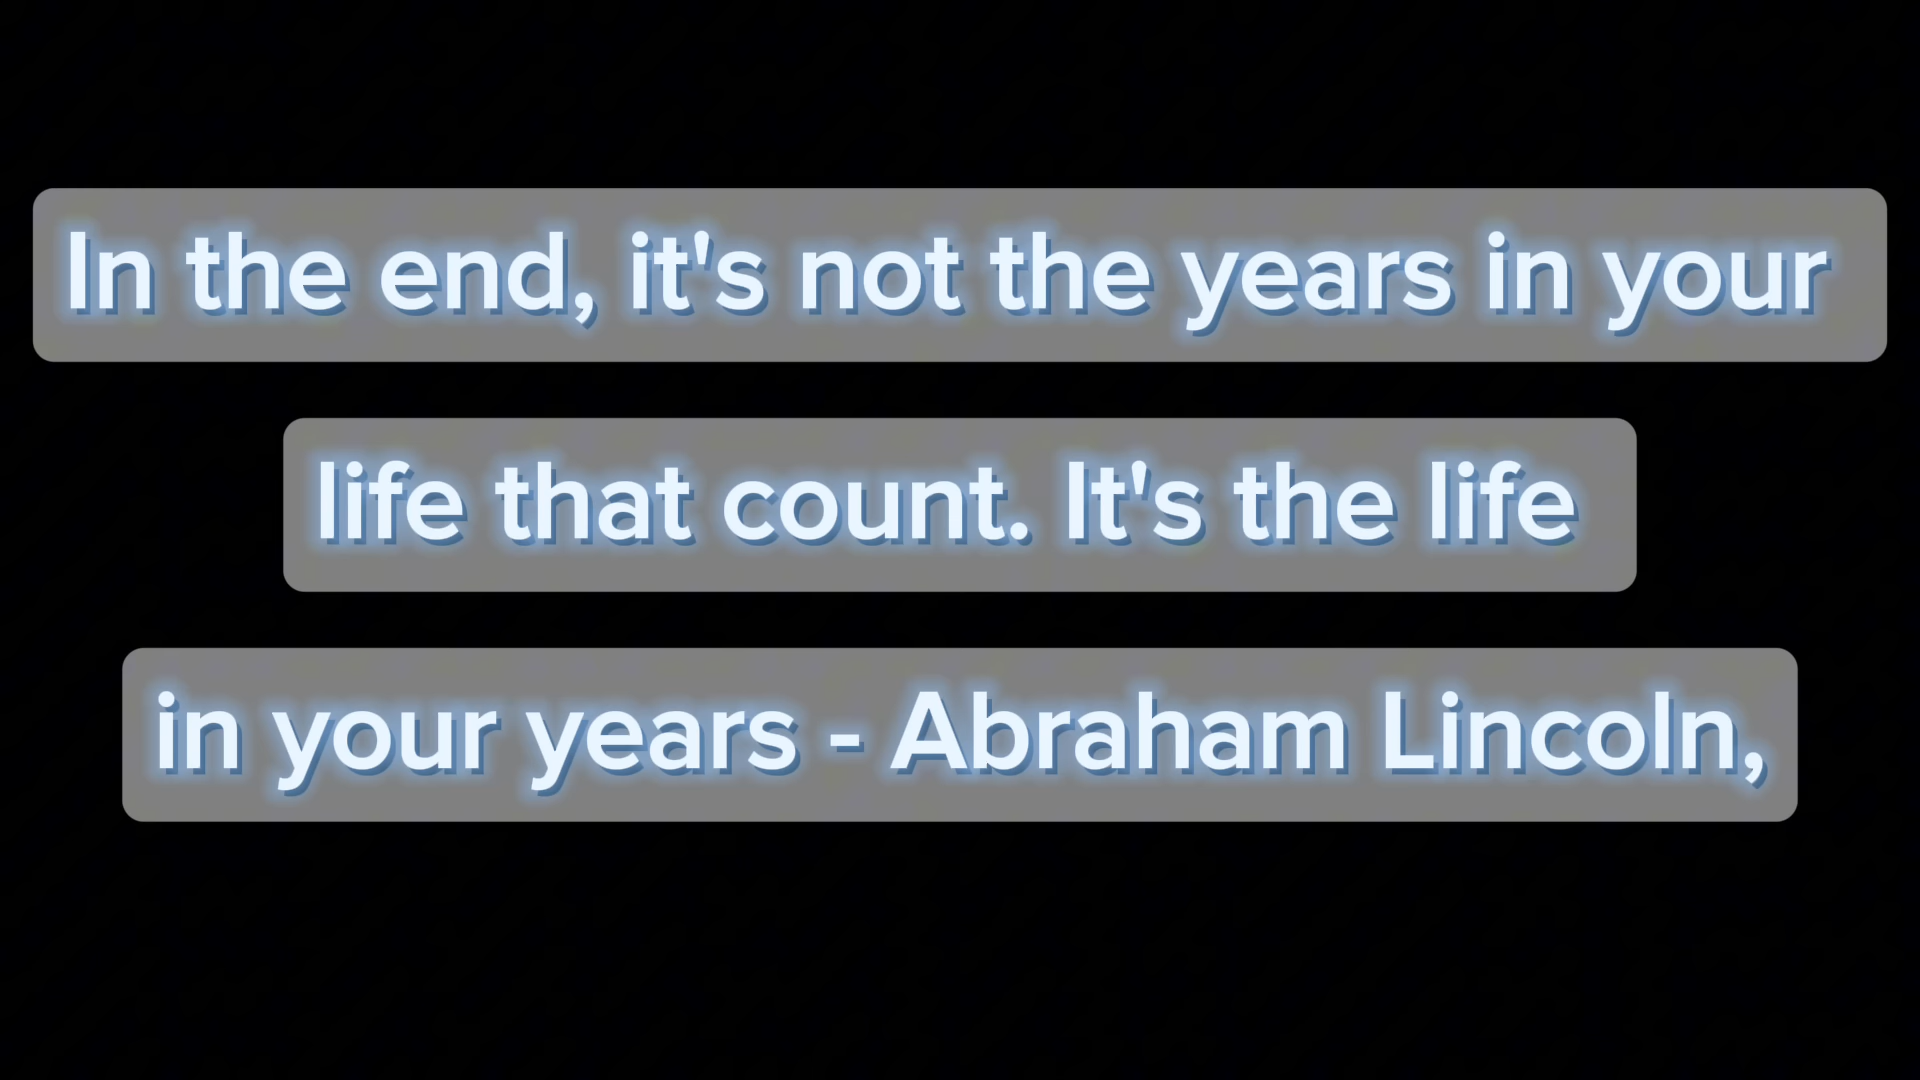 In the end, it's not the years in your
life that count. It's the life
in your years - Abraham Lincoln,